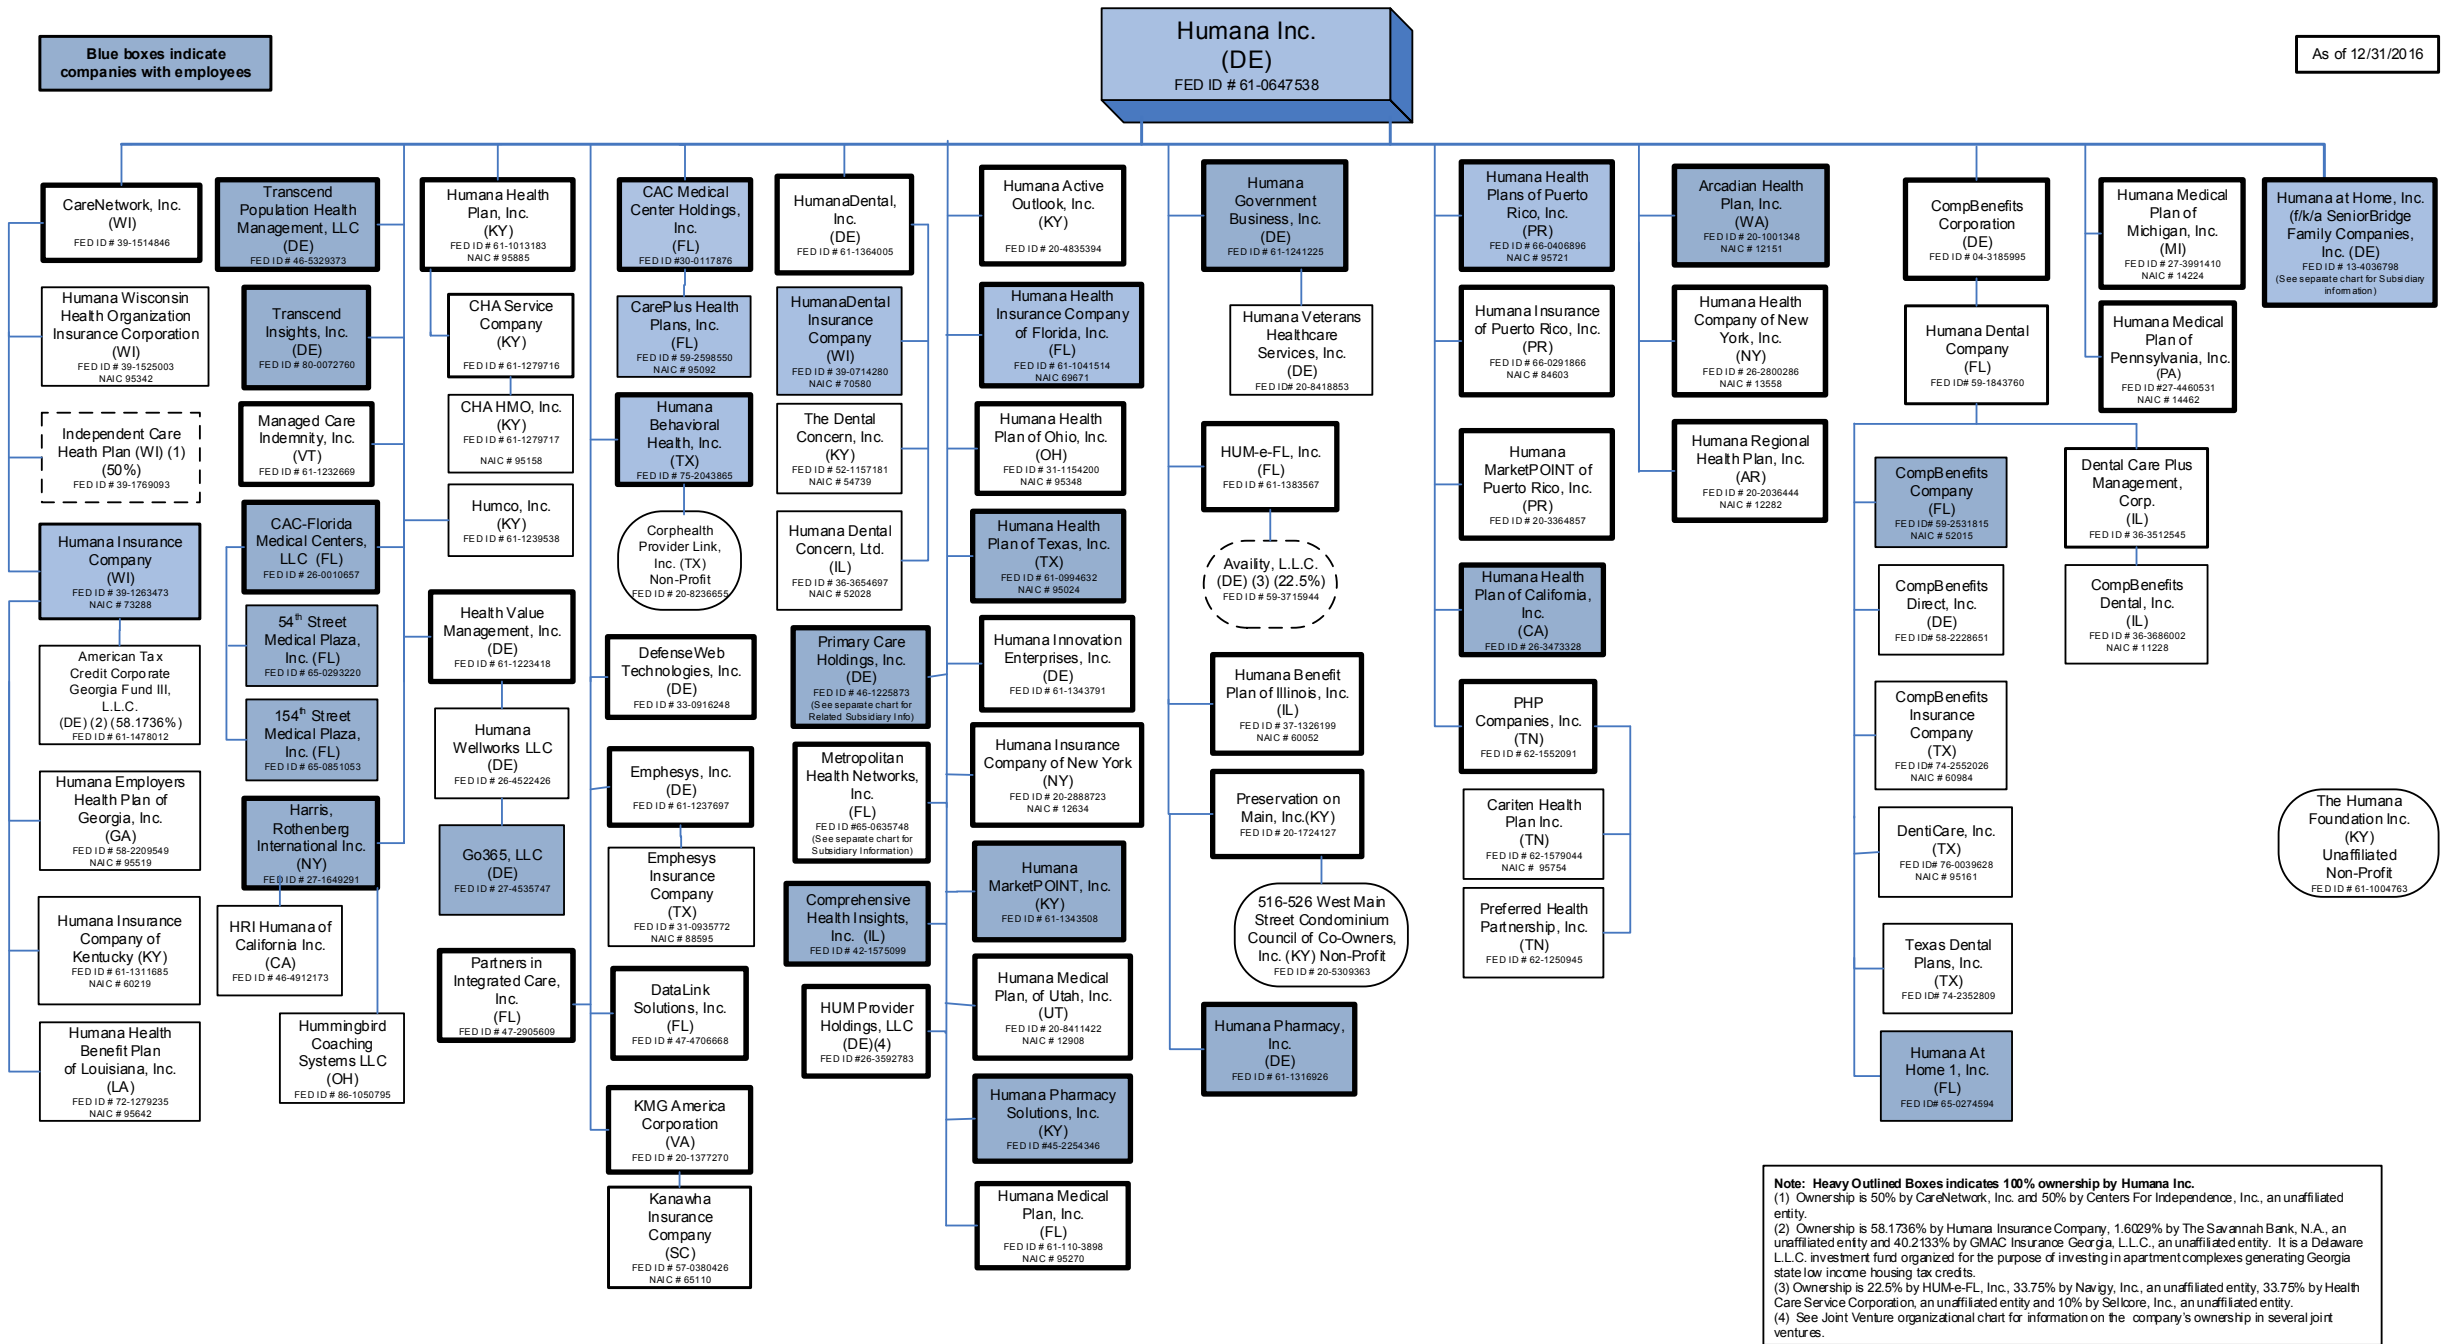 Humana Inc.
(DE)
FED ID # 61-0647538
Blue boxes indicate
companies with employees
As of 12/31/2016
CareNetwork, Inc.
(WI)
FED ID # 39-1514846
Humana Wisconsin
Health Organization
Insurance Corporation
(WI)
FED ID # 39-1525003
NAIC 95342
Independent Care
Heath Plan (WI) (1)
(50%)
FED ID # 39-1769093
Humana Insurance
Company
(WI)
FED ID # 39-1263473
NAIC # 73288
American Tax
Credit Corporate
Georgia Fund III,
L.L.C.
(DE) (2) (58.1736%)
FED ID # 61-1478012
Humana Employers
Health Plan of
Georgia, Inc.
(GA)
FED ID # 58-2209549
NAIC # 95519
Humana Insurance
Company of
Kentucky (KY)
FED ID # 61-1311685
NAIC # 60219
Humana Health
Benefit Plan
of Louisiana, Inc.
(LA)
FED ID # 72-1279235
NAIC # 95642
Transcend
Population Health
Management, LLC
(DE)
FED ID # 46-5329373
Transcend
Insights, Inc.
(DE)
FED ID # 80-0072760
Managed Care
Indemnity, Inc.
(VT)
FED ID # 61-1232669
CAC-Florida
Medical Centers,
LLC (FL)
FED ID # 26-0010657
54th Street
Medical Plaza,
Inc. (FL)
FED ID # 65-0293220
154th Street
Medical Plaza,
Inc. (FL)
FED ID # 65-0851053
Harris,
Rothenberg
International Inc.
(NY)
FED ID # 27-1649291
HRI Humana of
California Inc.
(CA)
FED ID # 46-4912173
Hummingbird
Coaching
Systems LLC
(OH)
FED ID # 86-1050795
Humana Health
Plan, Inc.
(KY)
FED ID # 61-1013183
NAIC # 95885
CHA Service
Company
(KY)
FED ID # 61-1279716
CHA HMO, Inc.
(KY)
FED ID # 61-1279717
NAIC # 95158
Humco, Inc.
(KY)
FED ID # 61-1239538
Health Value
Management, Inc.
(DE)
FED ID # 61-1223418
Humana
Wellworks LLC
(DE)
FED ID # 26-4522426
Go365, LLC
(DE)
FED ID # 27-4535747
Partners in
Integrated Care,
Inc.
(FL)
FED ID # 47-2905609
CAC Medical
Center Holdings,
Inc.
(FL)
FED ID #30-0117876
CarePlus Health
Plans, Inc.
(FL)
FED ID # 59-2598550
NAIC # 95092
Humana
Behavioral
Health, Inc.
(TX)
FED ID # 75-2043865
Corphealth
Provider Link,
Inc. (TX)
Non-Profit
FED ID # 20-8236655
DefenseWeb
Technologies, Inc.
(DE)
FED ID # 33-0916248
Emphesys, Inc.
(DE)
FED ID # 61-1237697
Emphesys
Insurance
Company
(TX)
FED ID # 31-0935772
NAIC # 88595
DataLink
Solutions, Inc.
(FL)
FED ID # 47-4706668
KMG America
Corporation
(VA)
FED ID # 20-1377270
Kanawha
Insurance
Company
(SC)
FED ID # 57-0380426
NAIC # 65110
HumanaDental,
Inc.
(DE)
FED ID # 61-1364005
HumanaDental
Insurance
Company
(WI)
FED ID # 39-0714280
NAIC # 70580
The Dental
Concern, Inc.
(KY)
FED ID # 52-1157181
NAIC # 54739
Humana Dental
Concern, Ltd.
(IL)
FED ID # 36-3654697
NAIC # 52028
Primary Care
Holdings, Inc.
(DE)
FED ID # 46-1225873
(See separate chart for
Related Subsidiary Info)
Metropolitan
Health Networks,
Inc.
(FL)
FED ID #65-0635748
(See separate chart for
Subsidiary Information)
Comprehensive
Health Insights,
Inc. (IL)
FED ID # 42-1575099
HUM Provider
Holdings, LLC
(DE)(4)
FED ID #26-3592783
Humana Active
Outlook, Inc.
(KY)
FED ID # 20-4835394
Humana Health
Insurance Company
of Florida, Inc.
(FL)
FED ID # 61-1041514
NAIC 69671
Humana Health
Plan of Ohio, Inc.
(OH)
FED ID # 31-1154200
NAIC # 95348
Humana Health
Plan of Texas, Inc.
(TX)
FED ID # 61-0994632
NAIC # 95024
Humana Innovation
Enterprises, Inc.
(DE)
FED ID # 61-1343791
Humana Insurance
Company of New York
(NY)
FED ID # 20-2888723
NAIC # 12634
Humana
MarketPOINT, Inc.
(KY)
FED ID # 61-1343508
Humana Medical
Plan, of Utah, Inc.
(UT)
FED ID # 20-8411422
NAIC # 12908
Humana Pharmacy
Solutions, Inc.
(KY)
FED ID #45-2254346
Humana Medical
Plan, Inc.
(FL)
FED ID # 61-110-3898
NAIC # 95270
Humana
Government
Business, Inc.
(DE)
FED ID # 61-1241225
Humana Veterans
Healthcare
Services, Inc.
(DE)
FED ID# 20-8418853
HUM-e-FL, Inc.
(FL)
FED ID # 61-1383567
Availity, L.L.C.
(DE) (3) (22.5%)
FED ID # 59-3715944
Humana Benefit
Plan of Illinois, Inc.
(IL)
FED ID # 37-1326199
NAIC # 60052
Preservation on
Main, Inc.(KY)
FED ID # 20-1724127
516-526 West Main
Street Condominium
Council of Co-Owners,
Inc. (KY) Non-Profit
FED ID # 20-5309363
Humana Pharmacy,
Inc.
(DE)
FED ID # 61-1316926
Humana Health
Plans of Puerto
Rico, Inc.
(PR)
FED ID # 66-0406896
NAIC # 95721
Humana Insurance
of Puerto Rico, Inc.
(PR)
FED ID # 66-0291866
NAIC # 84603
Humana
MarketPOINT of
Puerto Rico, Inc.
(PR)
FED ID # 20-3364857
Humana Health
Plan of California,
Inc.
(CA)
FED ID # 26-3473328
PHP
Companies, Inc.
(TN)
FED ID # 62-1552091
Cariten Health
Plan Inc.
(TN)
FED ID # 62-1579044
NAIC # 95754
Preferred Health
Partnership, Inc.
(TN)
FED ID # 62-1250945
Arcadian Health
Plan, Inc.
(WA)
FED ID # 20-1001348
NAIC # 12151
Humana Health
Company of New
York, Inc.
(NY)
FED ID # 26-2800286
NAIC # 13558
Humana Regional
Health Plan, Inc.
(AR)
FED ID # 20-2036444
NAIC # 12282
CompBenefits
Corporation
(DE)
FED ID # 04-3185995
Humana Dental
Company
(FL)
FED ID# 59-1843760
CompBenefits
Company
(FL)
FED ID# 59-2531815
NAIC # 52015
CompBenefits
Direct, Inc.
(DE)
FED ID# 58-2228651
CompBenefits
Insurance
Company
(TX)
FED ID# 74-2552026
NAIC # 60984
DentiCare, Inc.
(TX)
FED ID# 76-0039628
NAIC # 95161
Texas Dental
Plans, Inc.
(TX)
FED ID# 74-2352809
Humana At
Home 1, Inc.
(FL)
FED ID# 65-0274594
Dental Care Plus
Management,
Corp.
(IL)
FED ID # 36-3512545
CompBenefits
Dental, Inc.
(IL)
FED ID # 36-3686002
NAIC # 11228
Humana Medical
Plan of
Michigan, Inc.
(MI)
FED ID # 27-3991410
NAIC # 14224
Humana Medical
Plan of
Pennsylvania, Inc.
(PA)
FED ID #27-4460531
NAIC # 14462
Humana at Home, Inc.
(f/k/a SeniorBridge
Family Companies,
Inc. (DE)
FED ID # 13-4036798
(See separate chart for Subsidiary
information)
The Humana
Foundation Inc.
(KY)
Unaffiliated
Non-Profit
FED ID # 61-1004763
Note: Heavy Outlined Boxes indicates 100% ownership by Humana Inc.
(1) Ownership is 50% by CareNetwork, Inc. and 50% by Centers For Independence, Inc., an unaffiliated
entity.
(2) Ownership is 58.1736% by Humana Insurance Company, 1.6029% by The Savannah Bank, N.A., an
unaffiliated entity and 40.2133% by GMAC Insurance Georgia, L.L.C., an unaffiliated entity. It is a Delaware
L.L.C. investment fund organized for the purpose of investing in apartment complexes generating Georgia
state low income housing tax credits.
(3) Ownership is 22.5% by HUM-e-FL, Inc., 33.75% by Navigy, Inc., an unaffiliated entity, 33.75% by Health
Care Service Corporation, an unaffiliated entity and 10% by Sellcore, Inc., an unaffiliated entity.
(4) See Joint Venture organizational chart for information on the company's ownership in several joint
ventures.